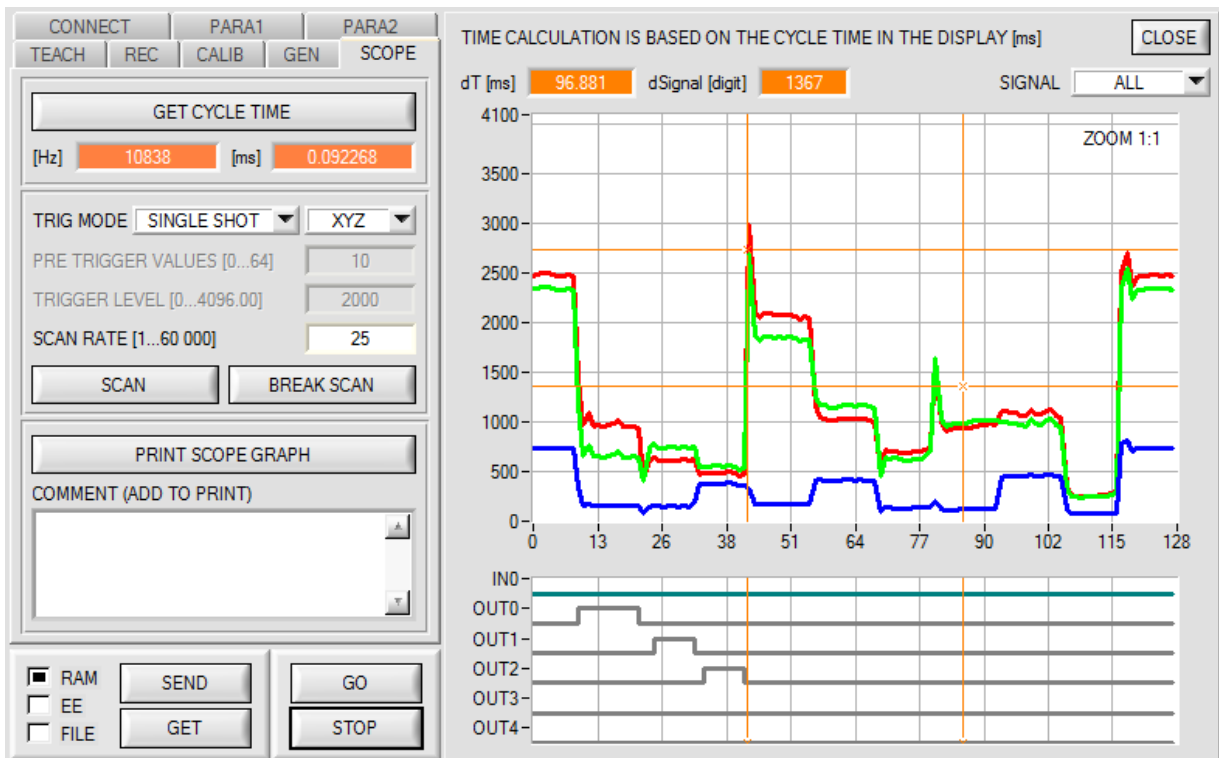 CONNECT PARA1 PARA2
TEACH REC CALIB GEN SCOPE
GET CYCLE TIME
[Hz] 10838 [ms] 0.092268
TRIG MODE SINGLE SHOT XYZ
PRE TRIGGER VALUES [0...64] 10
TRIGGER LEVEL [0...4096.00] 2000
SCAN RATE [1...60 000] 25
SCAN BREAK SCAN
PRINT SCOPE GRAPH
COMMENT (ADD TO PRINT)
RAM
EE
FILE
SEND
GET
GO
STOP
TIME CALCULATION IS BASED ON THE CYCLE TIME IN THE DISPLAY [ms] CLOSE
dT [ms] 96.881 dSignal [digit] 1367 SIGNAL ALL
ZOOM 1:1
4100
3500
3000
2500
2000
1500
1000
500
0
0 13 26 38 51 64 77 90 102 115 128
IN0
OUT0
OUT1
OUT2
OUT3
OUT4